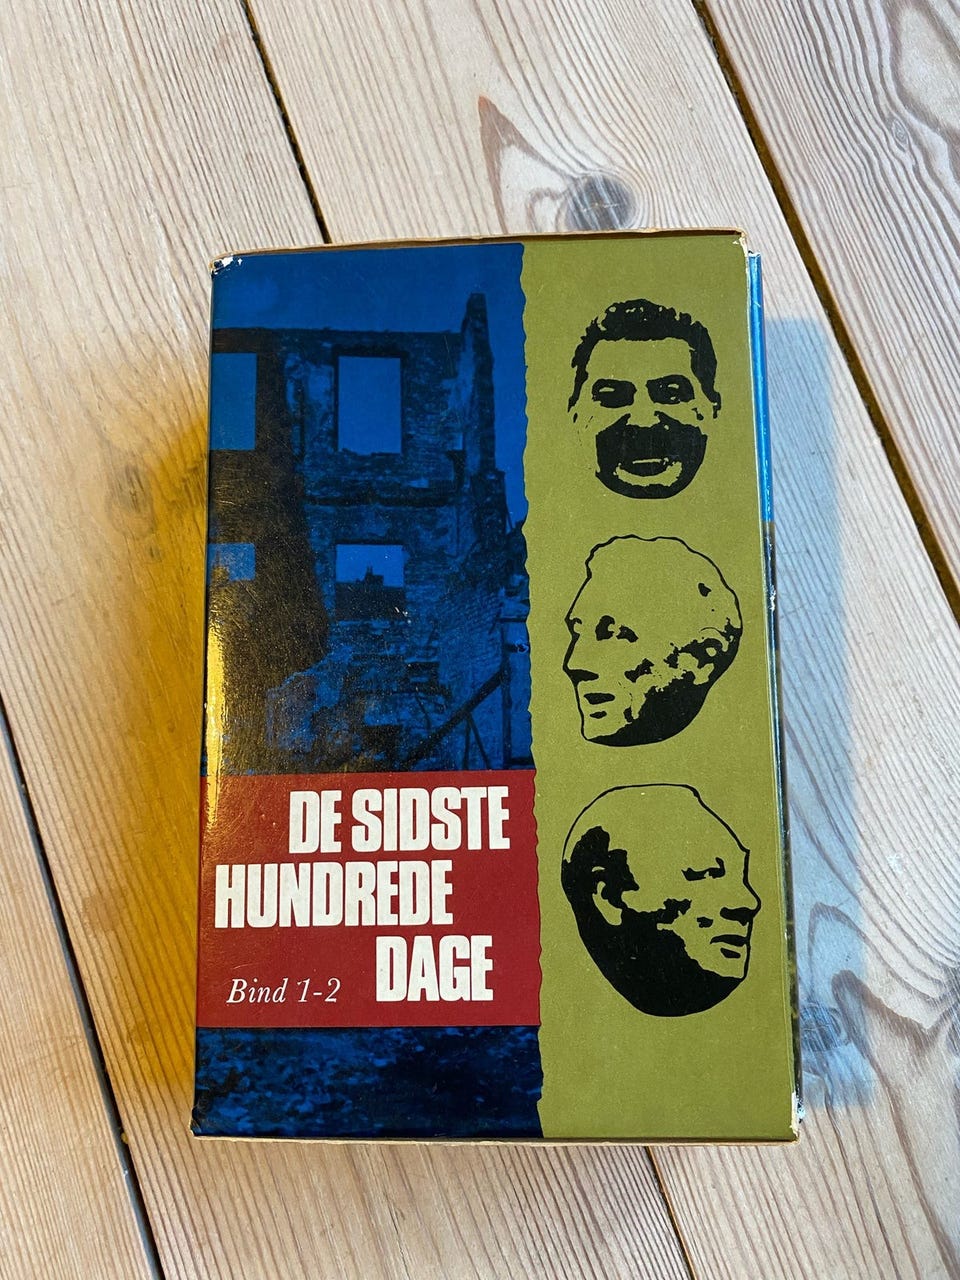 DE SIDSTE
HUNDREDE
DAGE
Bind 1-2